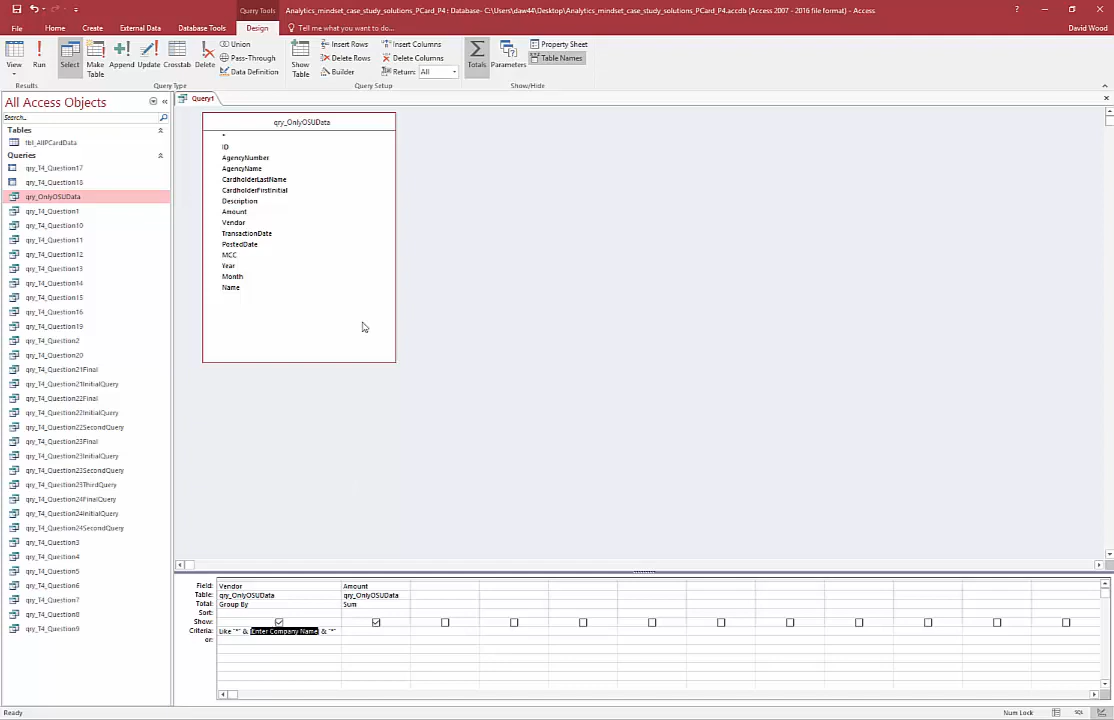 Query Tools
Analytics_mindset_case_study_solutions_PCard_P4 : Database- C:\Users\daw44\Desktop\Analytics_mindset_case_study_solutions_PCard_P4.accdb (Access 2007 - 2016 file format) - Access
File Home Create External Data Database Tools Design Tell me what you want to do...
David Wood
View
Run
Select
Make Table
Append
Update
Crosstab
Delete
Union
Pass-Through
Data Definition
Show Table
Insert Rows
Delete Rows
Builder
Insert Columns
Delete Columns
Return: All
Totals
Parameters
Property Sheet
Table Names
Results
Query Type
Query Setup
Show/Hide
All Access Objects
Search...
Tables
tbl_AllPCardData
Queries
qry_T4_Question17
qry_T4_Question18
qry_OnlyOSUData
qry_T4_Question1
qry_T4_Question10
qry_T4_Question11
qry_T4_Question12
qry_T4_Question13
qry_T4_Question14
qry_T4_Question15
qry_T4_Question16
qry_T4_Question19
qry_T4_Question2
qry_T4_Question20
qry_T4_Question21Final
qry_T4_Question21InitialQuery
qry_T4_Question22Final
qry_T4_Question22InitialQuery
qry_T4_Question22SecondQuery
qry_T4_Question23Final
qry_T4_Question23InitialQuery
qry_T4_Question23SecondQuery
qry_T4_Question23ThirdQuery
qry_T4_Question24FinalQuery
qry_T4_Question24InitialQuery
qry_T4_Question24SecondQuery
qry_T4_Question3
qry_T4_Question4
qry_T4_Question5
qry_T4_Question6
qry_T4_Question7
qry_T4_Question8
qry_T4_Question9
Query1
qry_OnlyOSUData
*
ID
AgencyNumber
AgencyName
CardholderLastName
CardholderFirstInitial
Description
Amount
Vendor
TransactionDate
PostedDate
MCC
Year
Month
Name
Field: Vendor Amount
Table: qry_OnlyOSUData qry_OnlyOSUData
Total: Group By Sum
Sort:
Show:
Criteria: Like "*" & [Enter Company Name] & "*"
or:
Ready
Num Lock
SQL